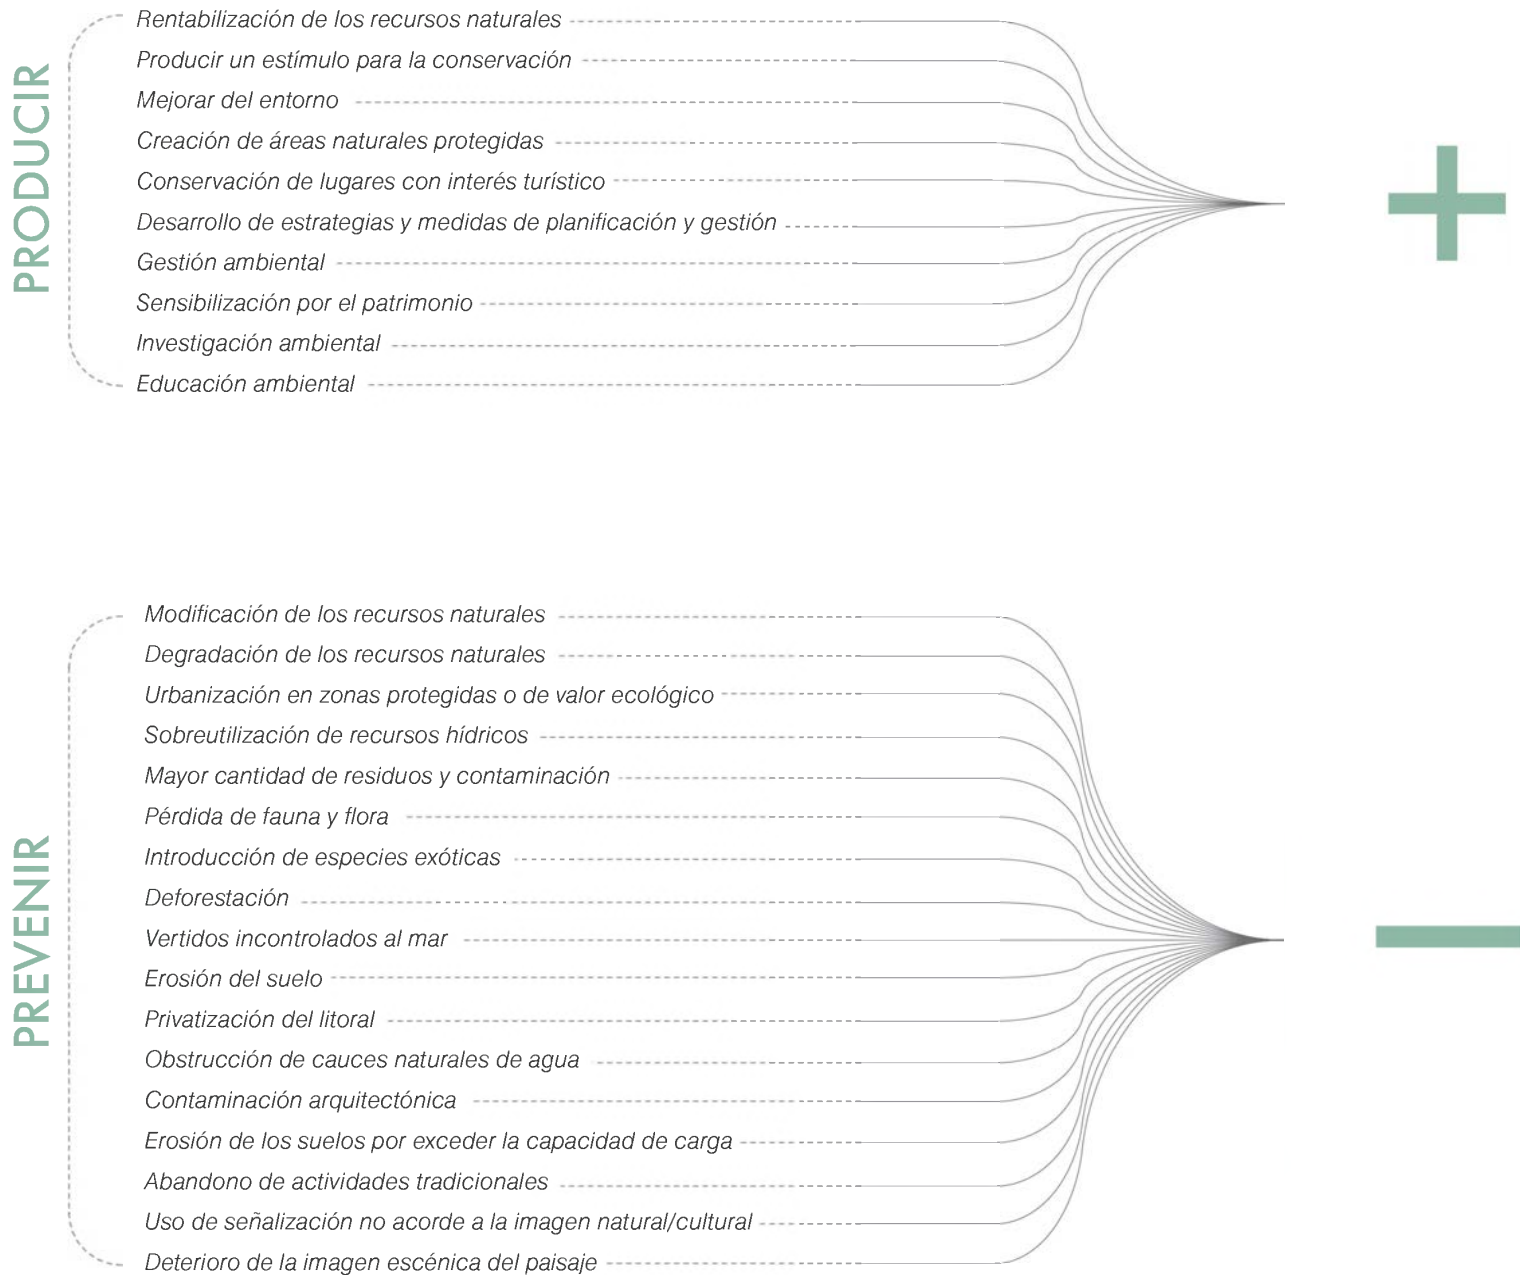 PRODUCIR
Rentabilización de los recursos naturales
Producir un estímulo para la conservación
Mejorar del entorno
Creación de áreas naturales protegidas
Conservación de lugares con interés turístico
Desarrollo de estrategias y medidas de planificación y gestión
Gestión ambiental
Sensibilización por el patrimonio
Investigación ambiental
Educación ambiental
+
PREVENIR
Modificación de los recursos naturales
Degradación de los recursos naturales
Urbanización en zonas protegidas o de valor ecológico
Sobreutilización de recursos hídricos
Mayor cantidad de residuos y contaminación
Pérdida de fauna y flora
Introducción de especies exóticas
Deforestación
Vertidos incontrolados al mar
Erosión del suelo
Privatización del litoral
Obstrucción de cauces naturales de agua
Contaminación arquitectónica
Erosión de los suelos por exceder la capacidad de carga
Abandono de actividades tradicionales
Uso de señalización no acorde a la imagen natural/cultural
Deterioro de la imagen escénica del paisaje
−